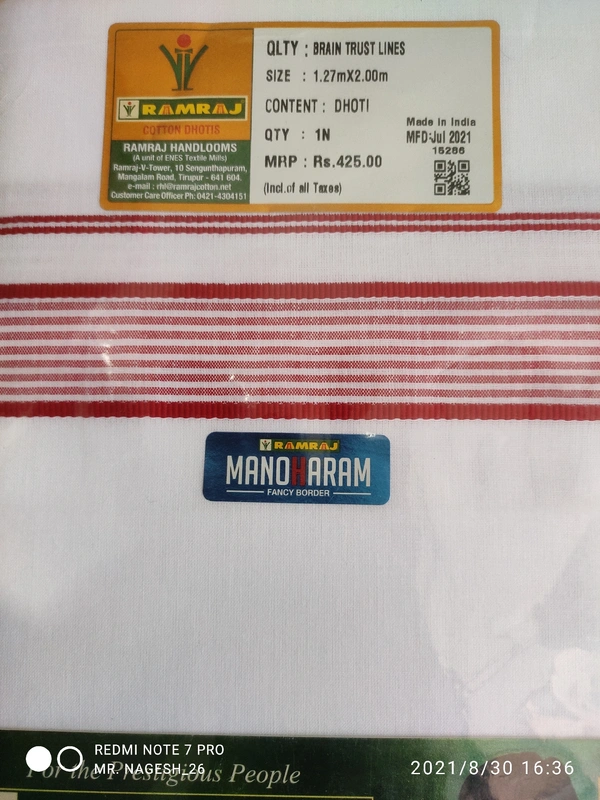 RAMRAJ
COTTON DHOTIS
RAMRAJ HANDLOOMS
(A unit of ENES Textile Mills)
Ramraj-V-Tower, 10 Sengunthapuram,
Mangalam Road, Tirupur - 641 604.
e-mail : rhl@ramrajcotton.net
Customer Care Officer Ph: 0421-4304151
QLTY : BRAIN TRUST LINES
SIZE : 1.27mX2.00m
CONTENT : DHOTI
QTY : 1N
MRP : Rs.425.00
(Incl.of all Taxes)
Made in India
MFD:Jul 2021
15286
RAMRAJ
MANOHARAM
FANCY BORDER
For the Prestigious People
REDMI NOTE 7 PRO
MR. NAGESH_26
2021/8/30 16:36